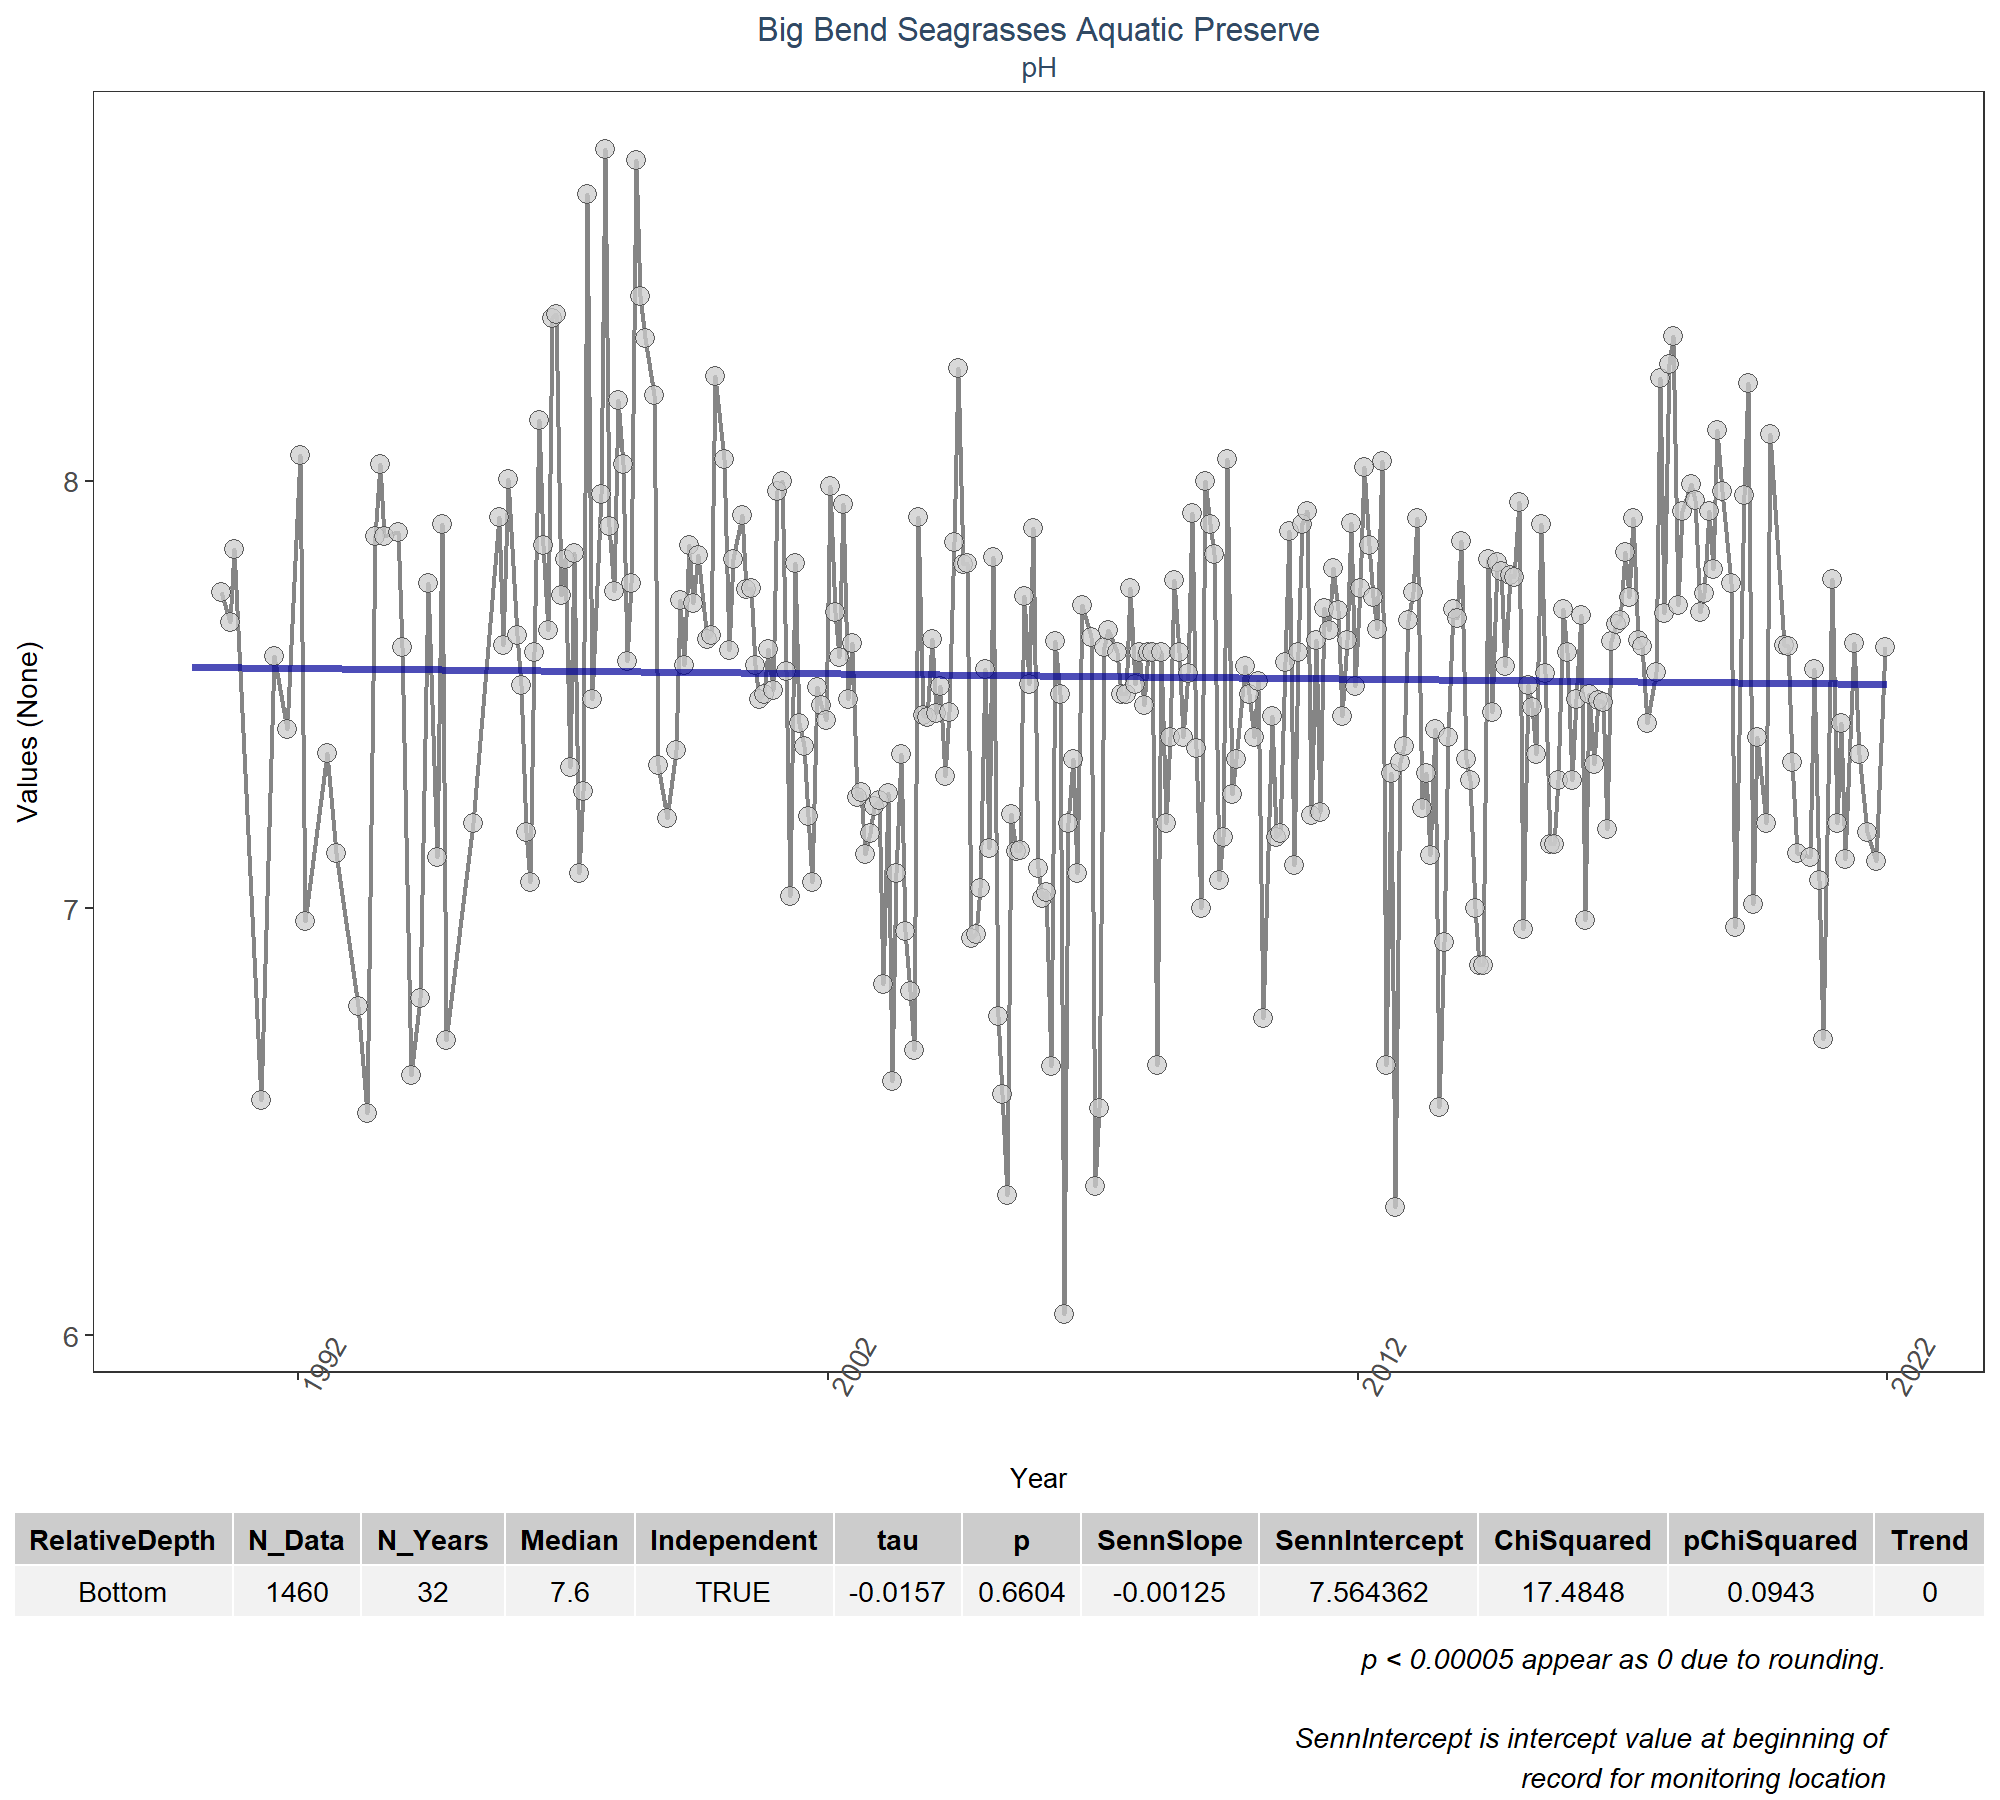 Big Bend Seagrasses Aquatic Preserve
pH
Values (None)
8
7
6
1992
2002
2012
2022
Year
RelativeDepth N_Data N_Years Median Independent tau p SennSlope SennIntercept ChiSquared pChiSquared Trend
Bottom 1460 32 7.6 TRUE -0.0157 0.6604 -0.00125 7.564362 17.4848 0.0943 0
p < 0.00005 appear as 0 due to rounding.
SennIntercept is intercept value at beginning of
record for monitoring location